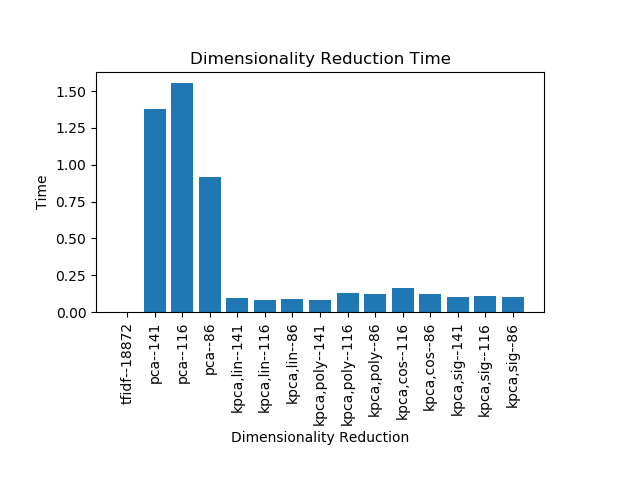 Dimensionality Reduction Time
Time
1.50
1.25
1.00
0.75
0.50
0.25
0.00
tfidf--18872
pca--141
pca--116
pca--86
kpca,lin--141
kpca,lin--116
kpca,lin--86
kpca,poly--141
kpca,poly--116
kpca,poly--86
kpca,cos--116
kpca,cos--86
kpca,sig--141
kpca,sig--116
kpca,sig--86
Dimensionality Reduction